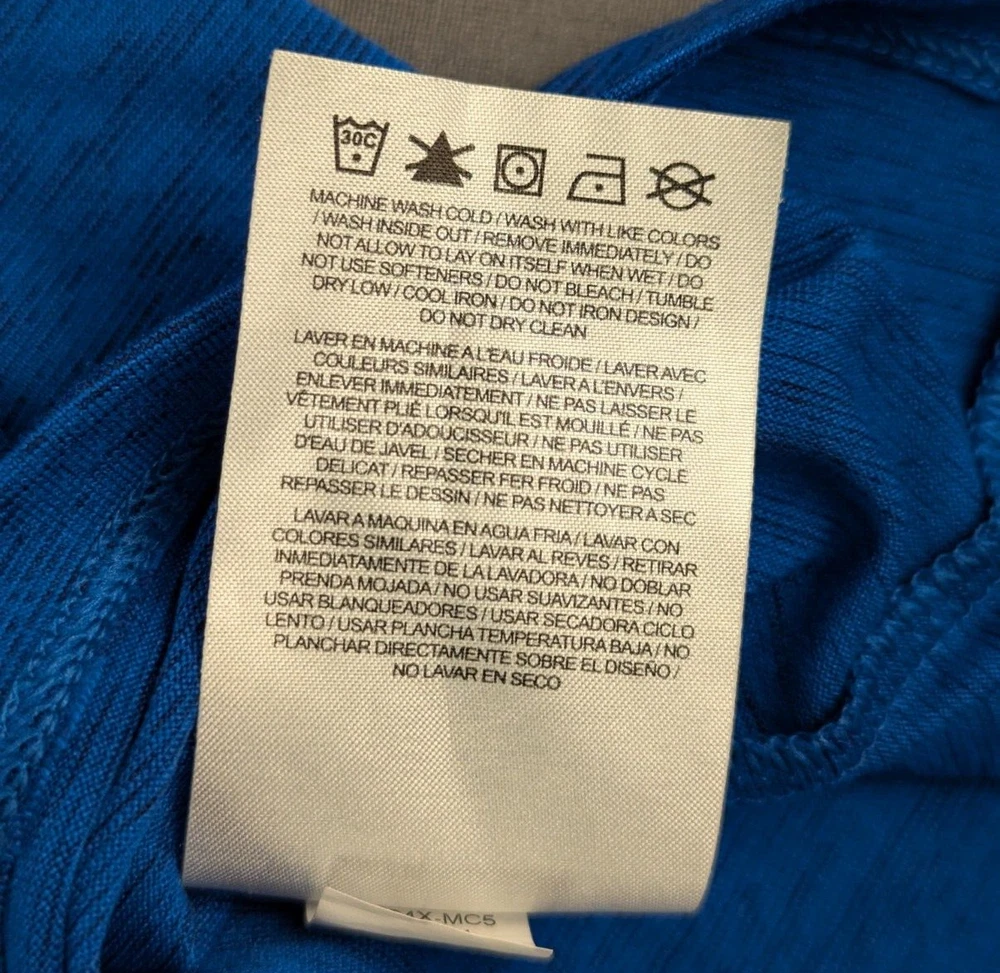 30C
MACHINE WASH COLD / WASH WITH LIKE COLORS
/ WASH INSIDE OUT / REMOVE IMMEDIATELY / DO
NOT ALLOW TO LAY ON ITSELF WHEN WET / DO
NOT USE SOFTENERS / DO NOT BLEACH / TUMBLE
DRY LOW / COOL IRON / DO NOT IRON DESIGN /
DO NOT DRY CLEAN
LAVER EN MACHINE A L'EAU FROIDE / LAVER AVEC
COULEURS SIMILAIRES / LAVER A L'ENVERS /
ENLEVER IMMEDIATEMENT / NE PAS LAISSER LE
VÊTEMENT PLIÉ LORSQU'IL EST MOUILLÉ / NE PAS
UTILISER D'ADOUCISSEUR / NE PAS UTILISER
D'EAU DE JAVEL / SECHER EN MACHINE CYCLE
DELICAT / REPASSER FER FROID / NE PAS
REPASSER LE DESSIN / NE PAS NETTOYER A SEC
LAVAR A MAQUINA EN AGUA FRIA / LAVAR CON
COLORES SIMILARES / LAVAR AL REVES / RETIRAR
INMEDIATAMENTE DE LA LAVADORA / NO DOBLAR
PRENDA MOJADA / NO USAR SUAVIZANTES / NO
USAR BLANQUEADORES / USAR SECADORA CICLO
LENTO / USAR PLANCHA TEMPERATURA BAJA / NO
PLANCHAR DIRECTAMENTE SOBRE EL DISEÑO /
NO LAVAR EN SECO
X-MC5